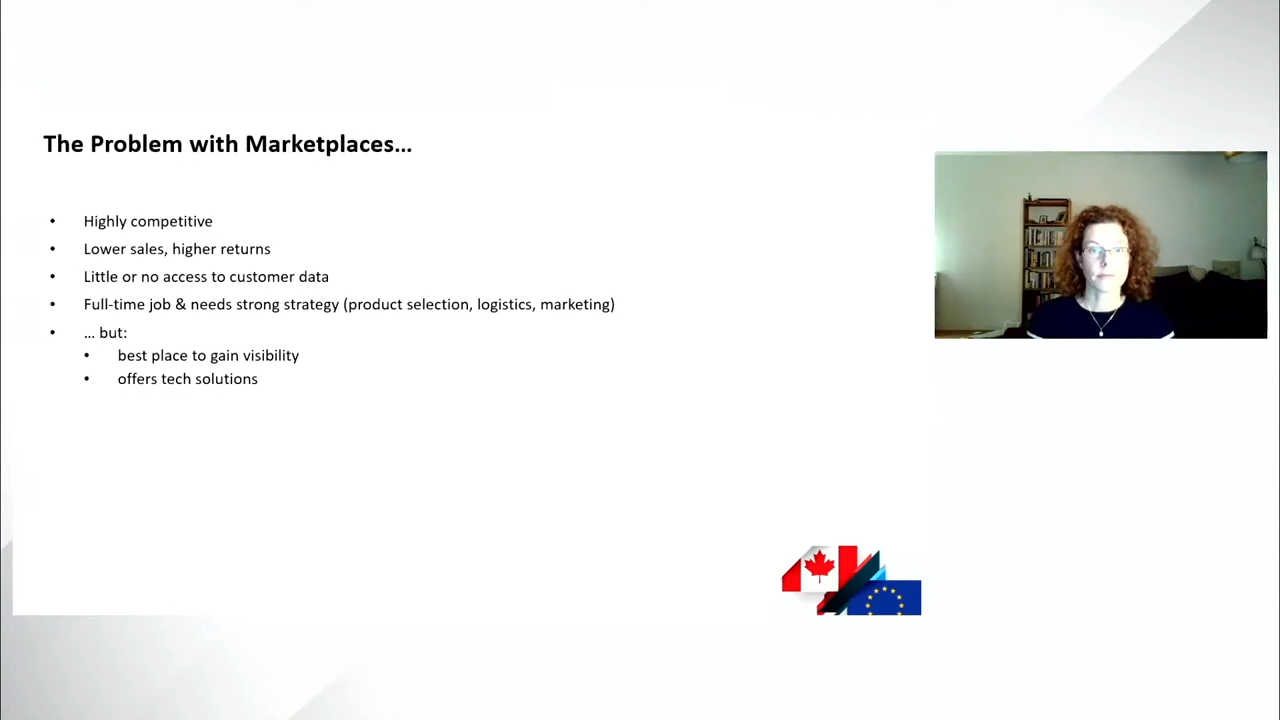 The Problem with Marketplaces...
• Highly competitive
• Lower sales, higher returns
• Little or no access to customer data
• Full-time job & needs strong strategy (product selection, logistics, marketing)
• ... but:
• best place to gain visibility
• offers tech solutions